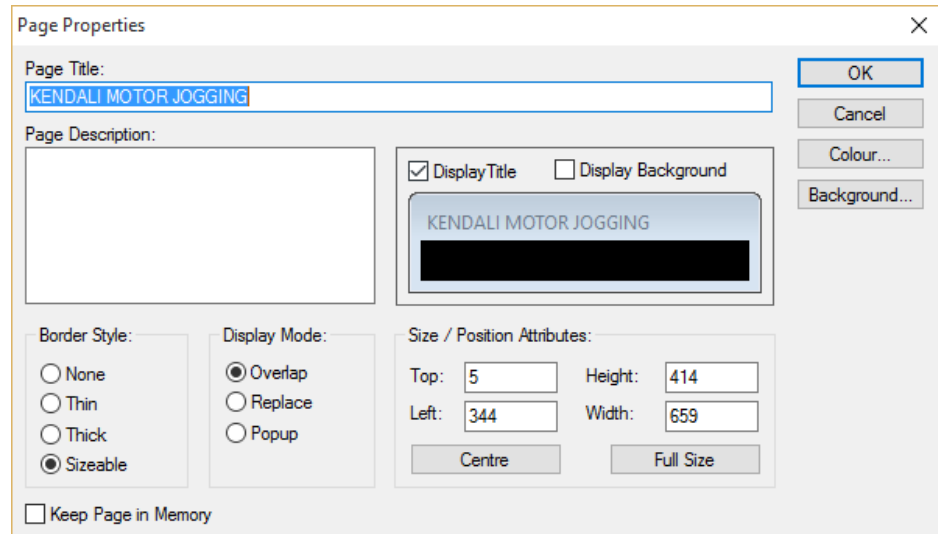 Page Properties
Page Title:
KENDALI MOTOR JOGGING
OK
Cancel
Colour...
Background...
Page Description:
DisplayTitle
Display Background
KENDALI MOTOR JOGGING
Border Style:
None
Thin
Thick
Sizeable
Display Mode:
Overlap
Replace
Popup
Size / Position Attributes:
Top: 5 Height: 414
Left: 344 Width: 659
Centre Full Size
Keep Page in Memory